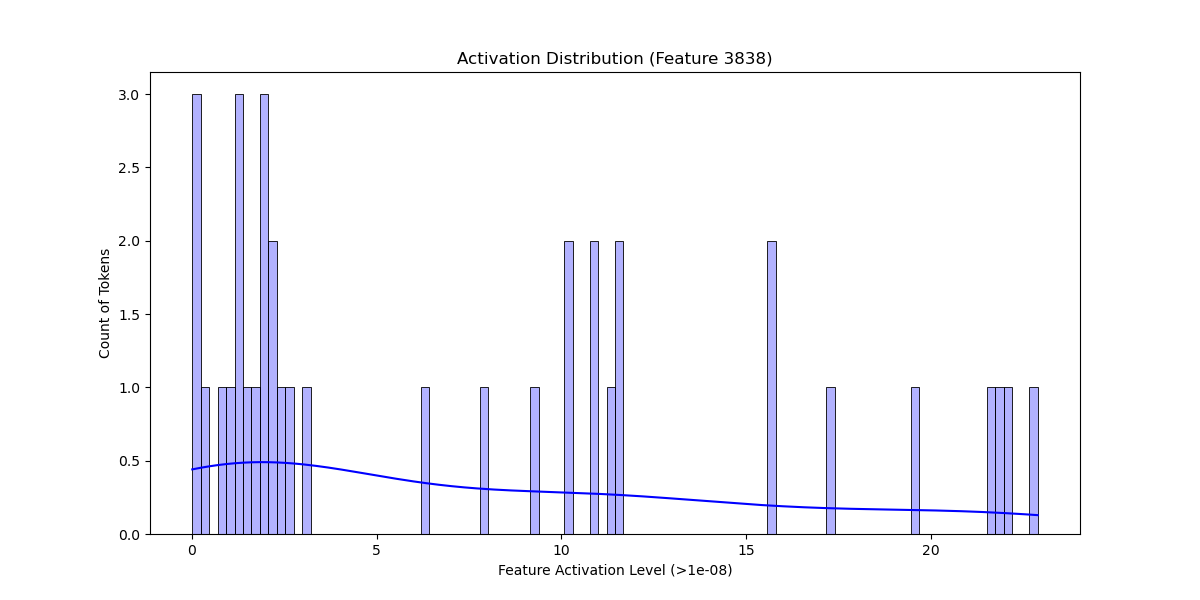 Activation Distribution (Feature 3838)
3.0
2.5
2.0
1.5
1.0
0.5
0.0
Count of Tokens
0 5 10 15 20
Feature Activation Level (>1e-08)